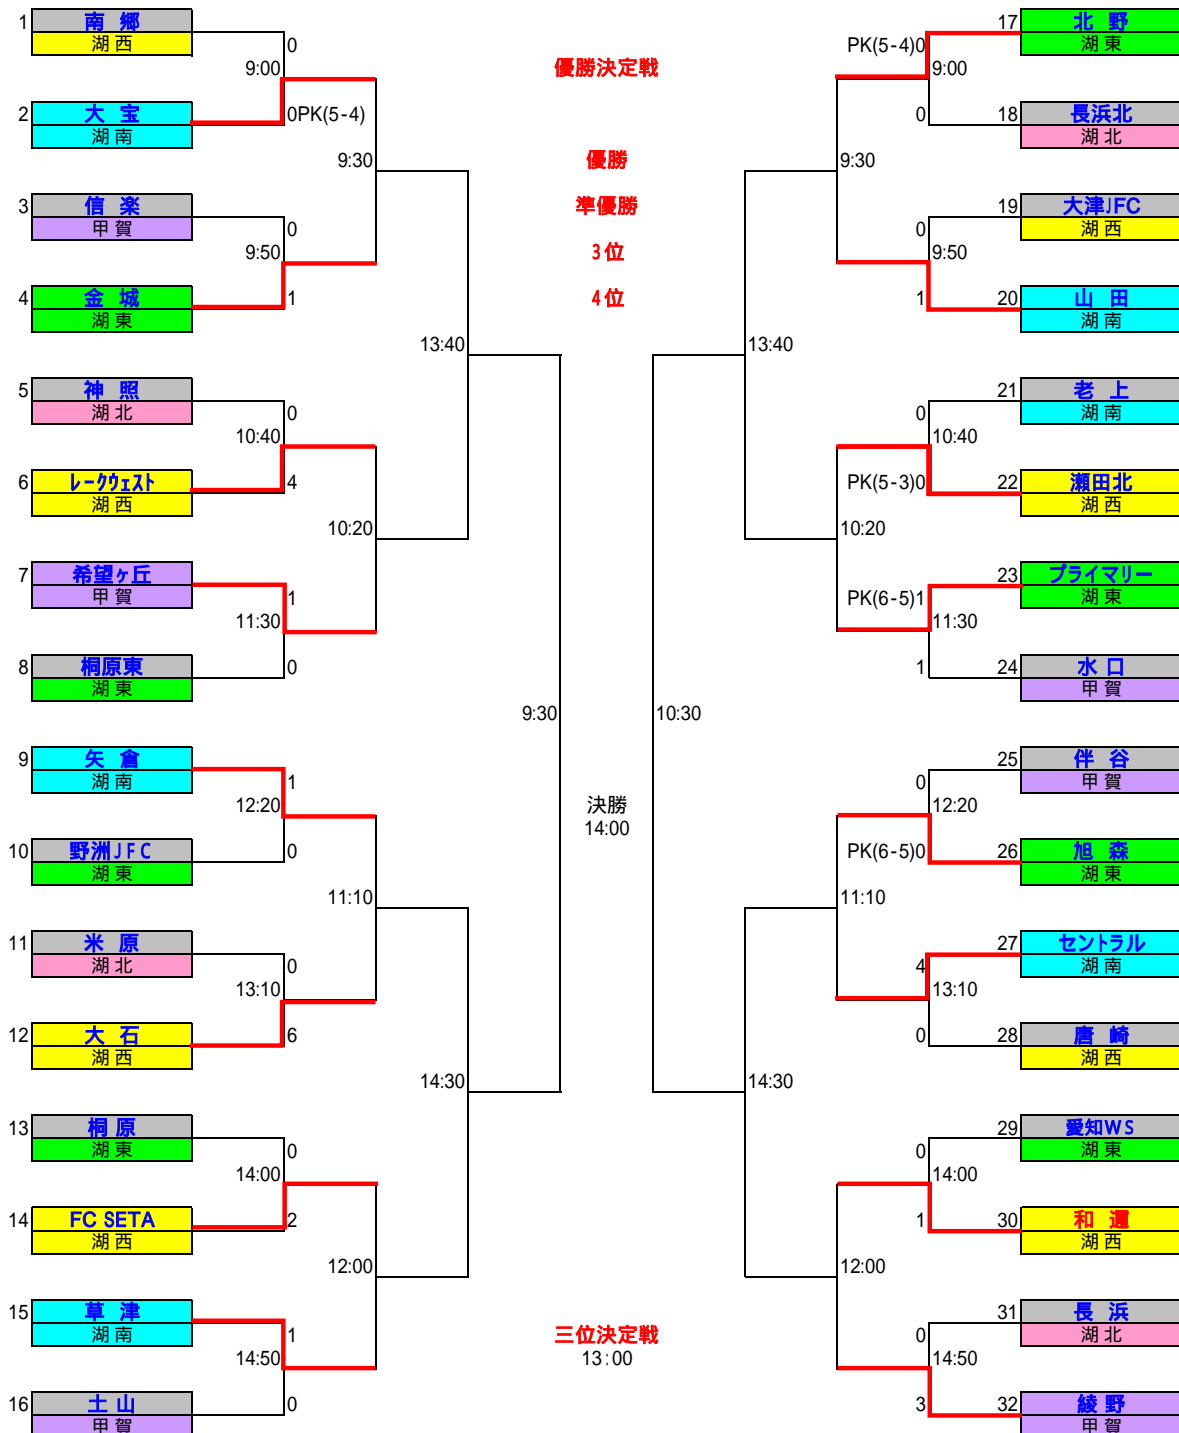 1 南 郷
湖 西
0
9:00
2 大 宝
湖 南
0PK(5-4)
9:30
3 信 楽
甲 賀
0
9:50
4 金 城
湖 東
1
13:40
5 神 照
湖 北
0
10:40
6 レークウェスト
湖 西
4
10:20
7 希望ヶ丘
甲 賀
1
11:30
8 桐原東
湖 東
0
9:30
9 矢 倉
湖 南
1
12:20
10 野洲JFC
湖 東
0
11:10
11 米 原
湖 北
0
13:10
12 大 石
湖 西
6
14:30
13 桐 原
湖 東
0
14:00
14 FC SETA
湖 西
2
12:00
15 草 津
湖 南
1
14:50
16 土 山
甲 賀
0
優勝決定戦
優勝
準優勝
3位
4位
決勝
14:00
三位決定戦
13:00
17 北 野
湖 東
PK(5-4)0
9:00
18 長浜北
湖 北
0
9:30
19 大津JFC
湖 西
0
9:50
20 山 田
湖 南
1
13:40
21 老 上
湖 南
0
10:40
22 瀬田北
湖 西
PK(5-3)0
10:20
23 プライマリー
湖 東
PK(6-5)1
11:30
24 水 口
甲 賀
1
10:30
25 伴 谷
甲 賀
0
12:20
26 旭 森
湖 東
PK(6-5)0
11:10
27 セントラル
湖 南
4
13:10
28 唐 崎
湖 西
0
14:30
29 愛知WS
湖 東
0
14:00
30 和 邇
湖 西
1
12:00
31 長 浜
湖 北
0
14:50
32 綾 野
甲 賀
3